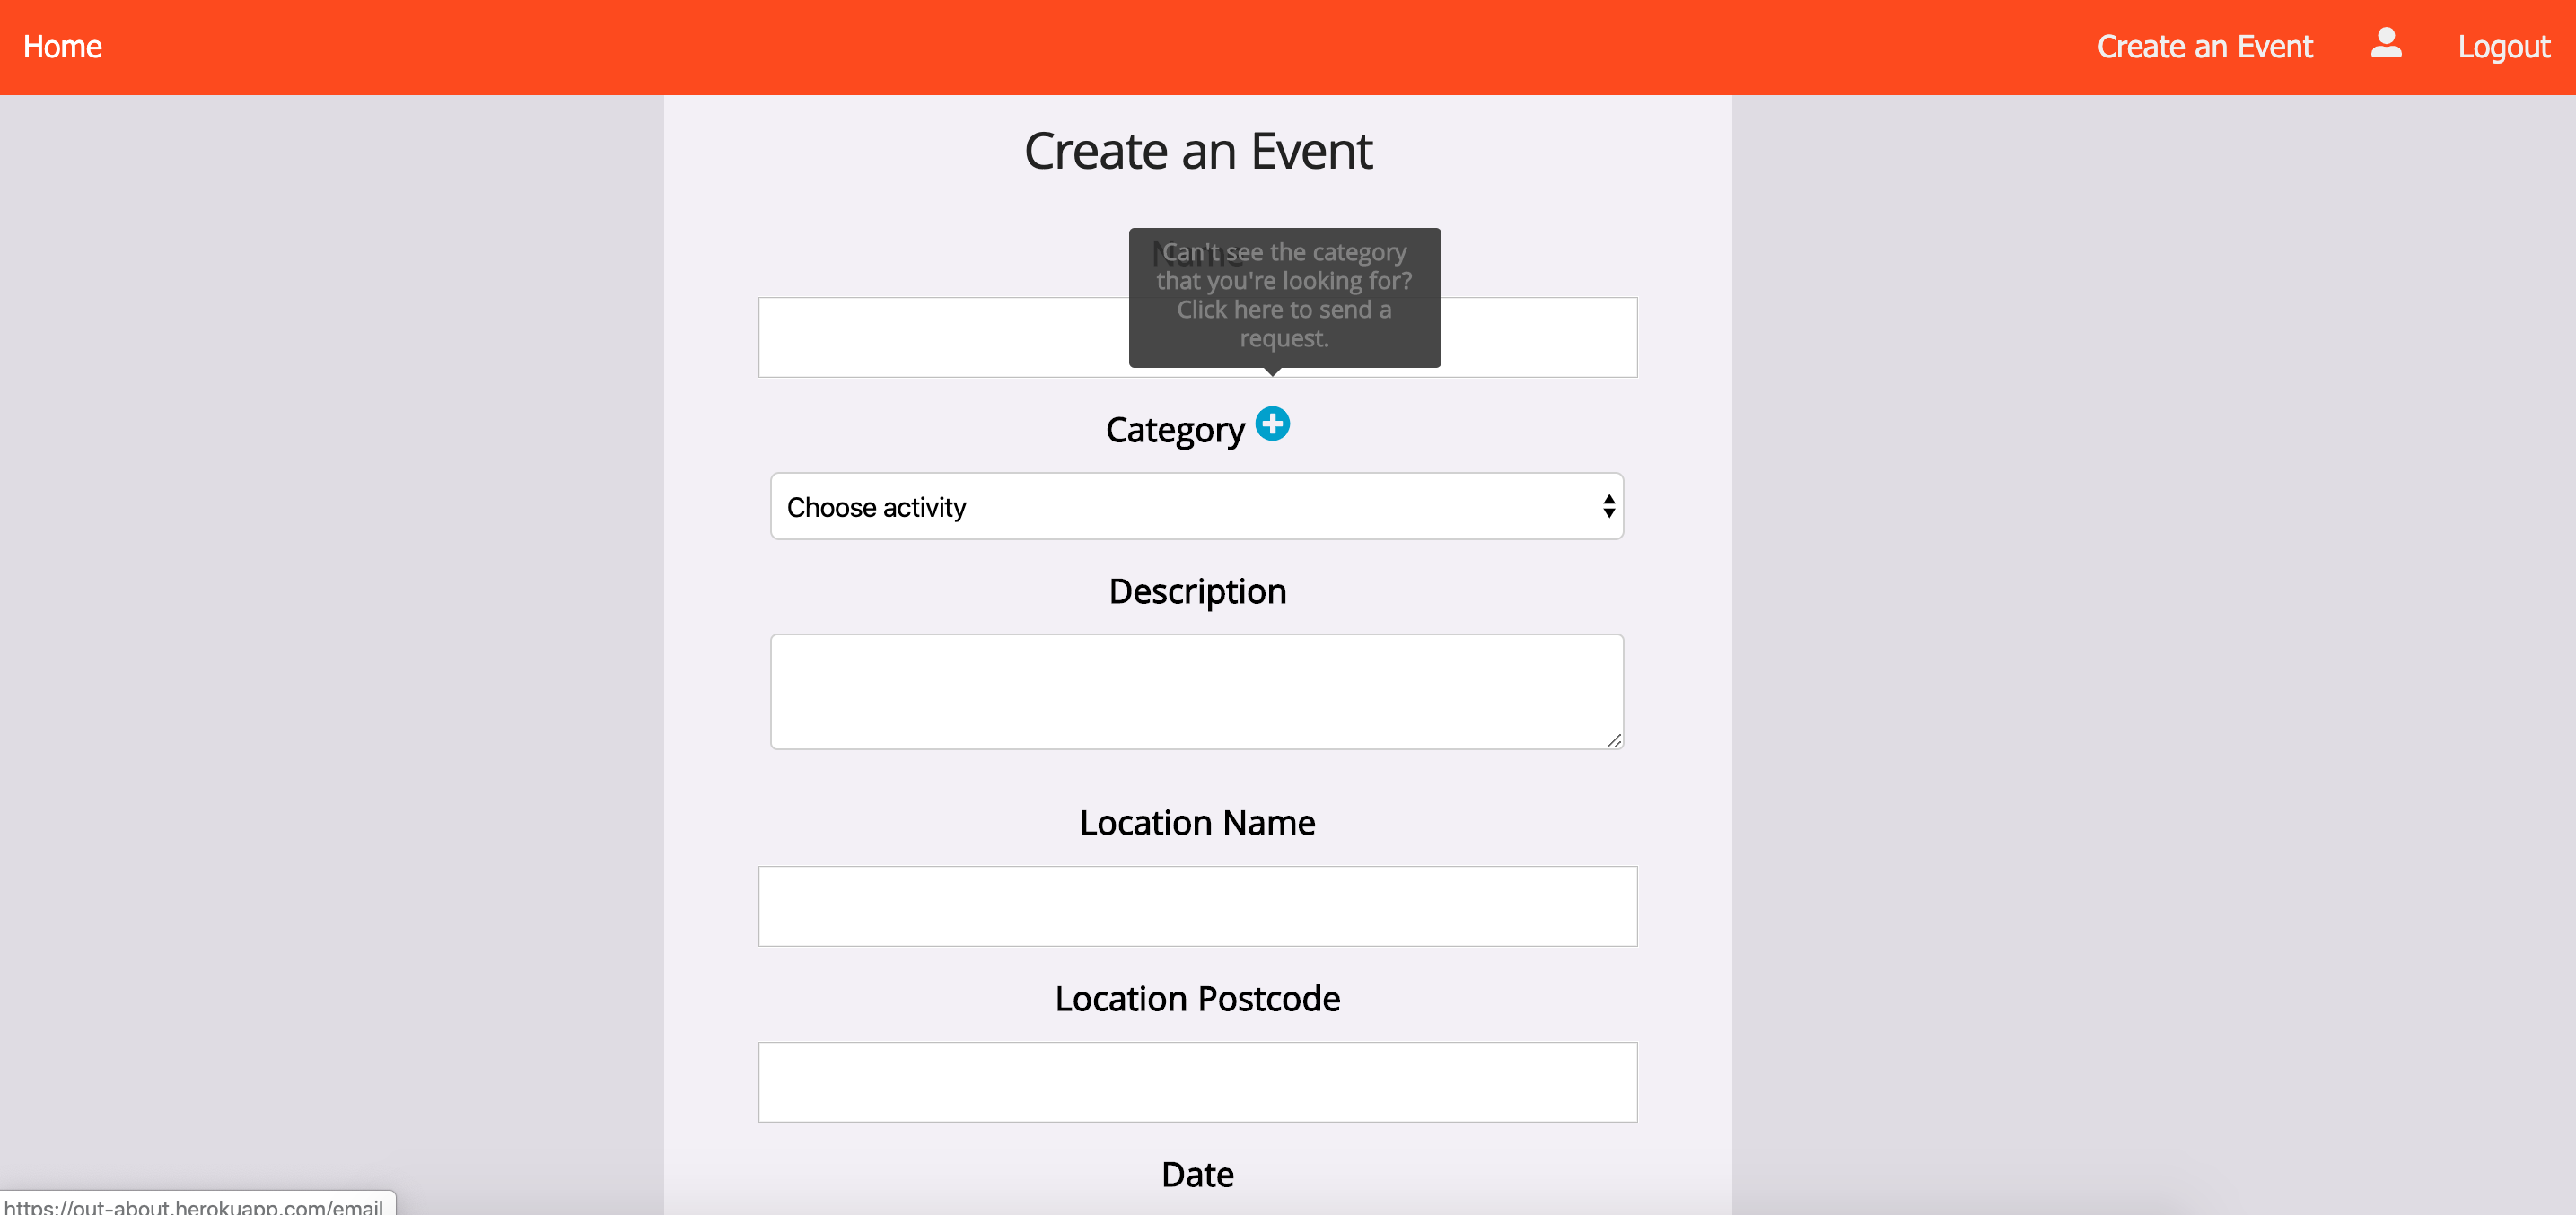 Home
Create an Event
Logout
Create an Event
Name
Can't see the category
that you're looking for?
Click here to send a
request.
Category
Choose activity
Description
Location Name
Location Postcode
Date
https://out-about.herokuapp.com/email